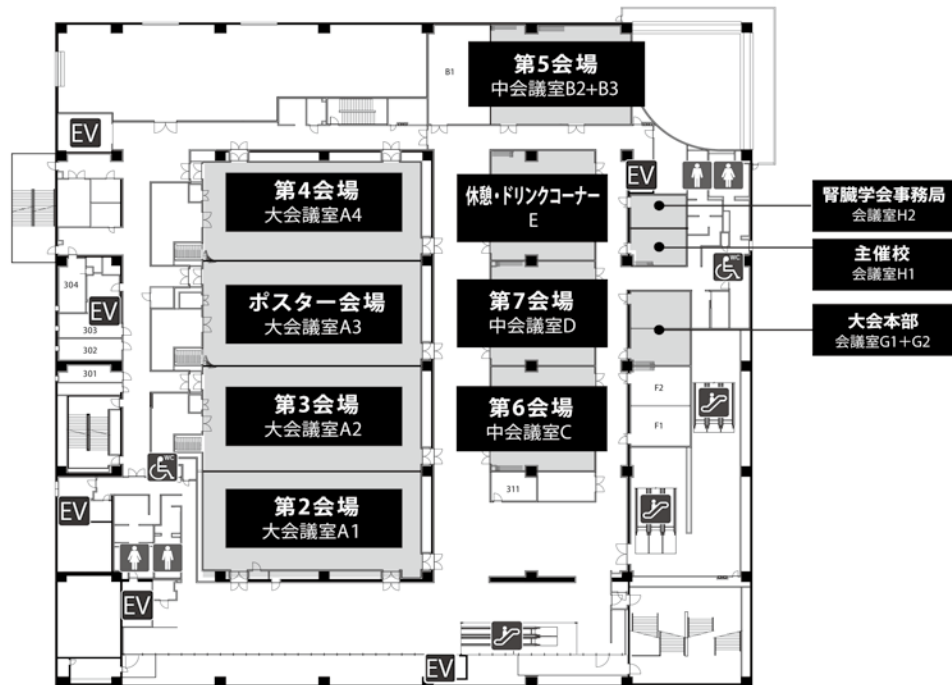 B1
第5会場
中会議室B2+B3
EV
第4会場
大会議室A4
休憩・ドリンクコーナー
E
EV
腎臓学会事務局
会議室H2
主催校
会議室H1
WC
304
EV
303
302
301
ポスター会場
大会議室A3
第7会場
中会議室D
大会本部
会議室G1+G2
第3会場
大会議室A2
第6会場
中会議室C
F2
F1
WC
311
EV
第2会場
大会議室A1
EV
EV